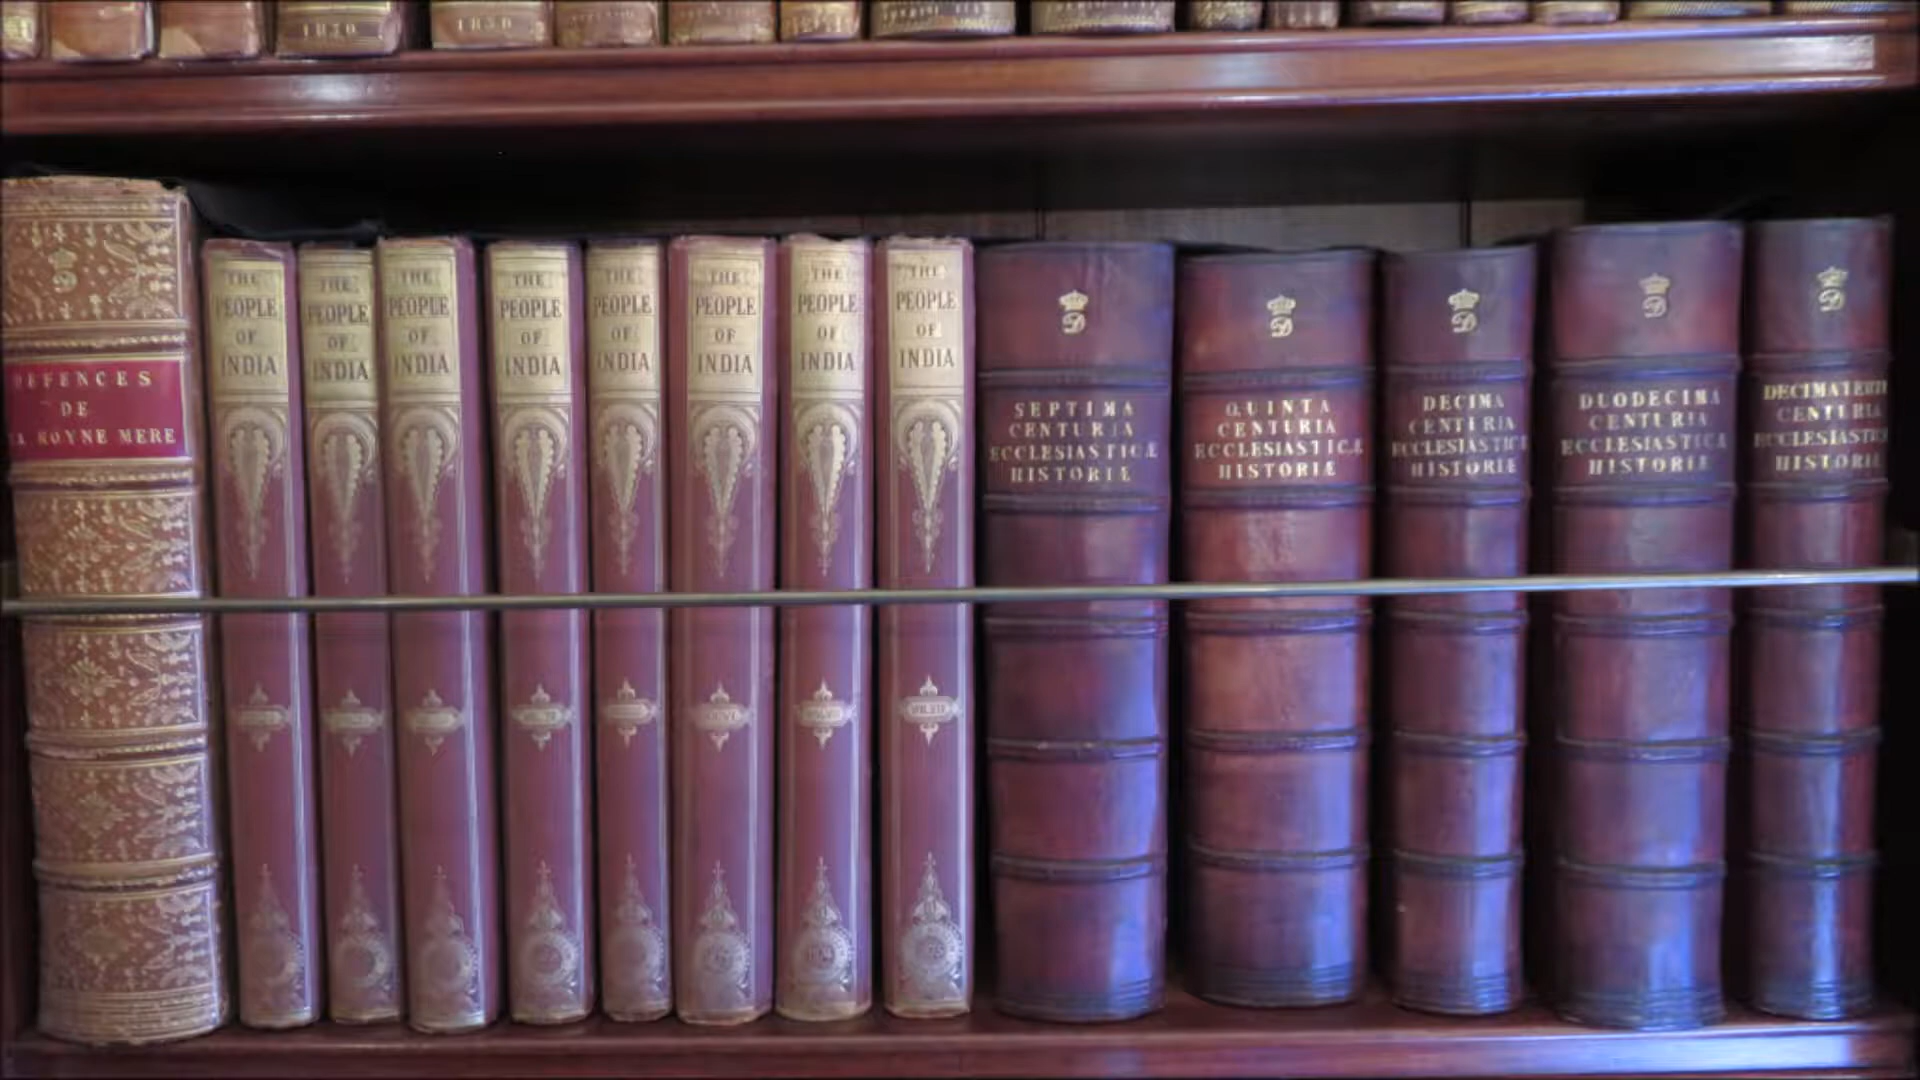 1830
DEFENCES
DE
LA ROYNE MERE
THE
PEOPLE
OF
INDIA
THE
PEOPLE
OF
INDIA
THE
PEOPLE
OF
INDIA
THE
PEOPLE
OF
INDIA
THE
PEOPLE
OF
INDIA
THE
PEOPLE
OF
INDIA
THE
PEOPLE
OF
INDIA
THE
PEOPLE
OF
INDIA
SEPTIMA
CENTURIA
ECCLESIASTICÆ
HISTORIÆ
QUINTA
CENTURIA
ECCLESIASTICÆ
HISTORIÆ
DECIMA
CENTURIA
ECCLESIASTICÆ
HISTORIÆ
DUODECIMA
CENTURIA
ECCLESIASTICÆ
HISTORIÆ
DECIMATERTIA
CENTURIA
ECCLESIASTICÆ
HISTORIÆ